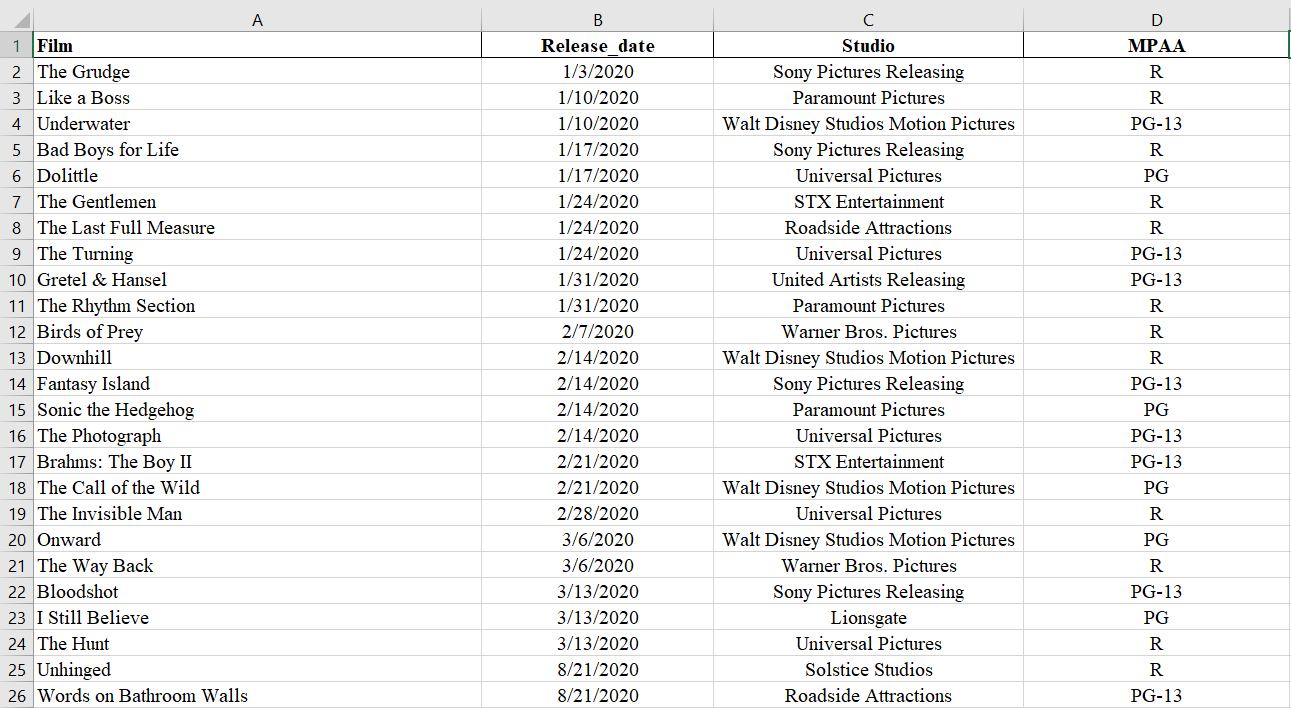 A B C D
1 Film Release_date Studio MPAA
2 The Grudge 1/3/2020 Sony Pictures Releasing R
3 Like a Boss 1/10/2020 Paramount Pictures R
4 Underwater 1/10/2020 Walt Disney Studios Motion Pictures PG-13
5 Bad Boys for Life 1/17/2020 Sony Pictures Releasing R
6 Dolittle 1/17/2020 Universal Pictures PG
7 The Gentlemen 1/24/2020 STX Entertainment R
8 The Last Full Measure 1/24/2020 Roadside Attractions R
9 The Turning 1/24/2020 Universal Pictures PG-13
10 Gretel & Hansel 1/31/2020 United Artists Releasing PG-13
11 The Rhythm Section 1/31/2020 Paramount Pictures R
12 Birds of Prey 2/7/2020 Warner Bros. Pictures R
13 Downhill 2/14/2020 Walt Disney Studios Motion Pictures R
14 Fantasy Island 2/14/2020 Sony Pictures Releasing PG-13
15 Sonic the Hedgehog 2/14/2020 Paramount Pictures PG
16 The Photograph 2/14/2020 Universal Pictures PG-13
17 Brahms: The Boy II 2/21/2020 STX Entertainment PG-13
18 The Call of the Wild 2/21/2020 Walt Disney Studios Motion Pictures PG
19 The Invisible Man 2/28/2020 Universal Pictures R
20 Onward 3/6/2020 Walt Disney Studios Motion Pictures PG
21 The Way Back 3/6/2020 Warner Bros. Pictures R
22 Bloodshot 3/13/2020 Sony Pictures Releasing PG-13
23 I Still Believe 3/13/2020 Lionsgate PG
24 The Hunt 3/13/2020 Universal Pictures R
25 Unhinged 8/21/2020 Solstice Studios R
26 Words on Bathroom Walls 8/21/2020 Roadside Attractions PG-13